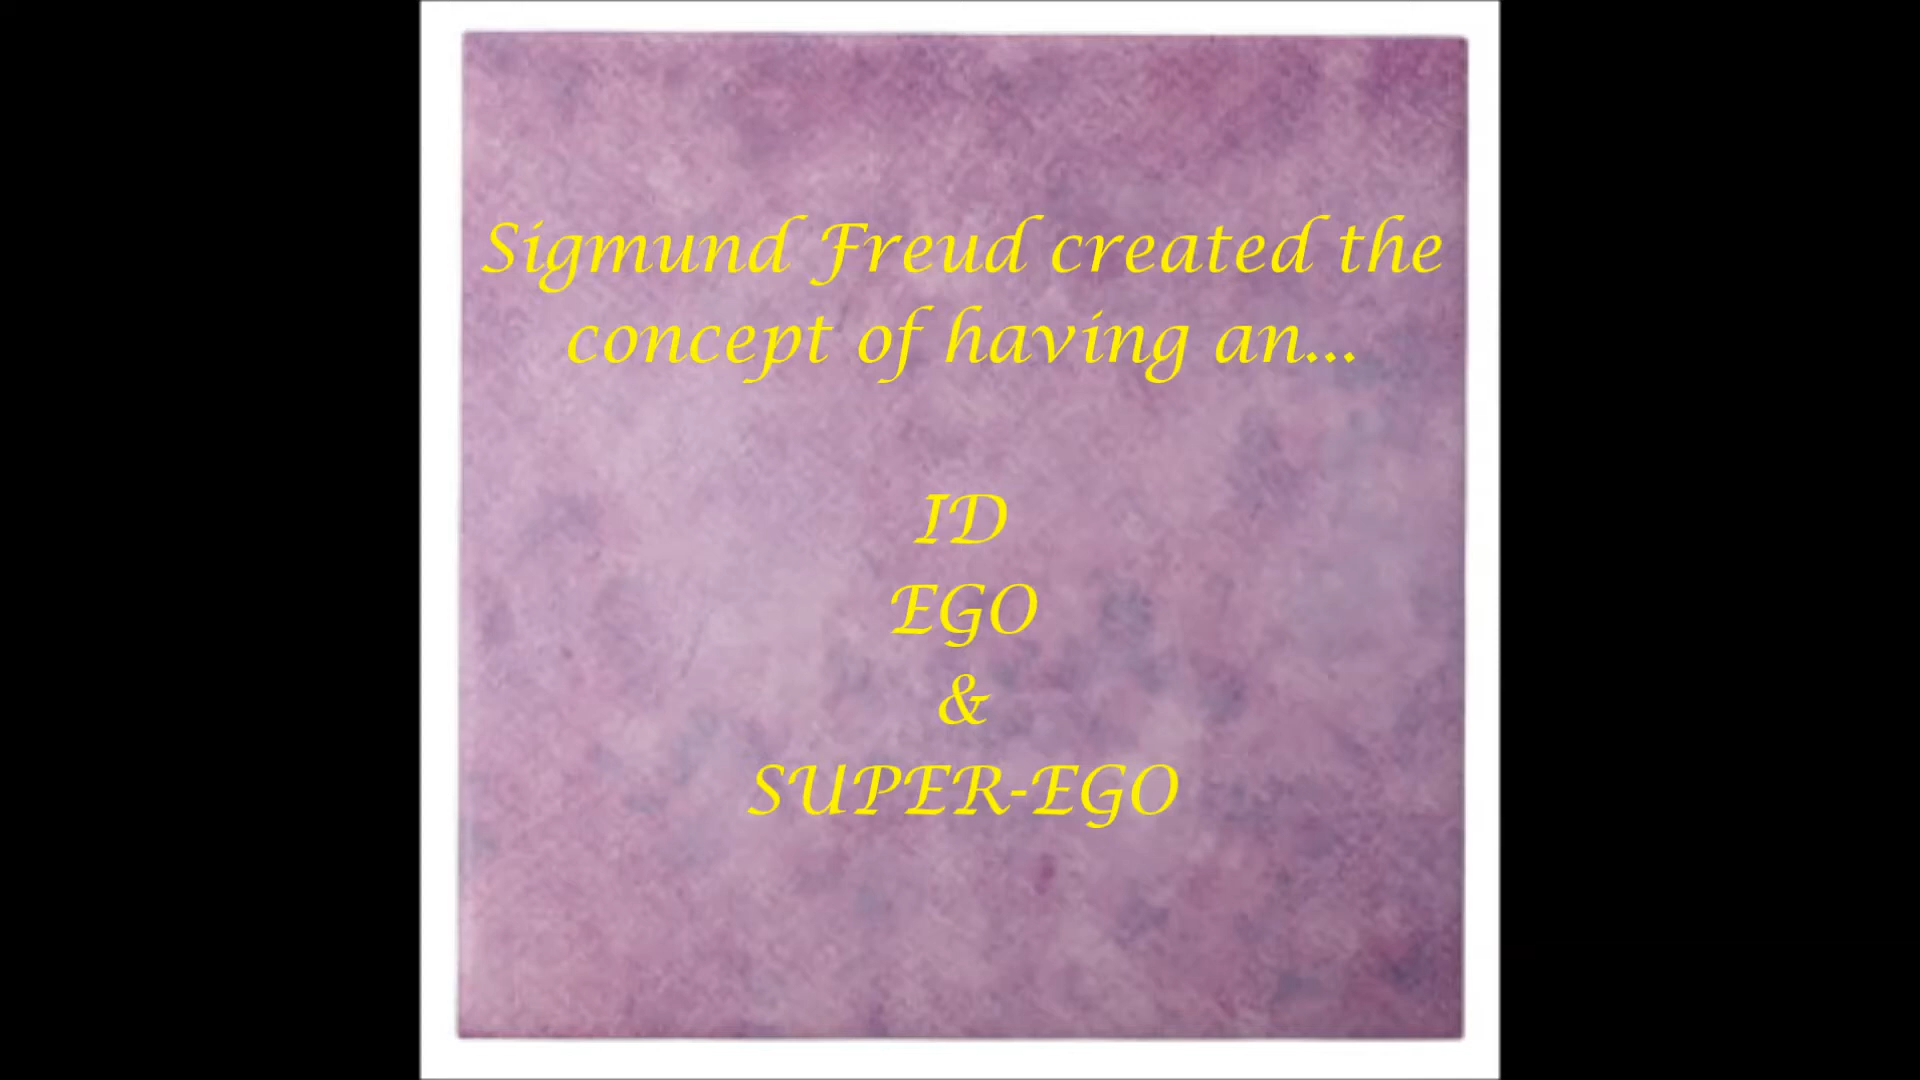 Sigmund Freud created the
concept of having an...
ID
EGO
&
SUPER-EGO